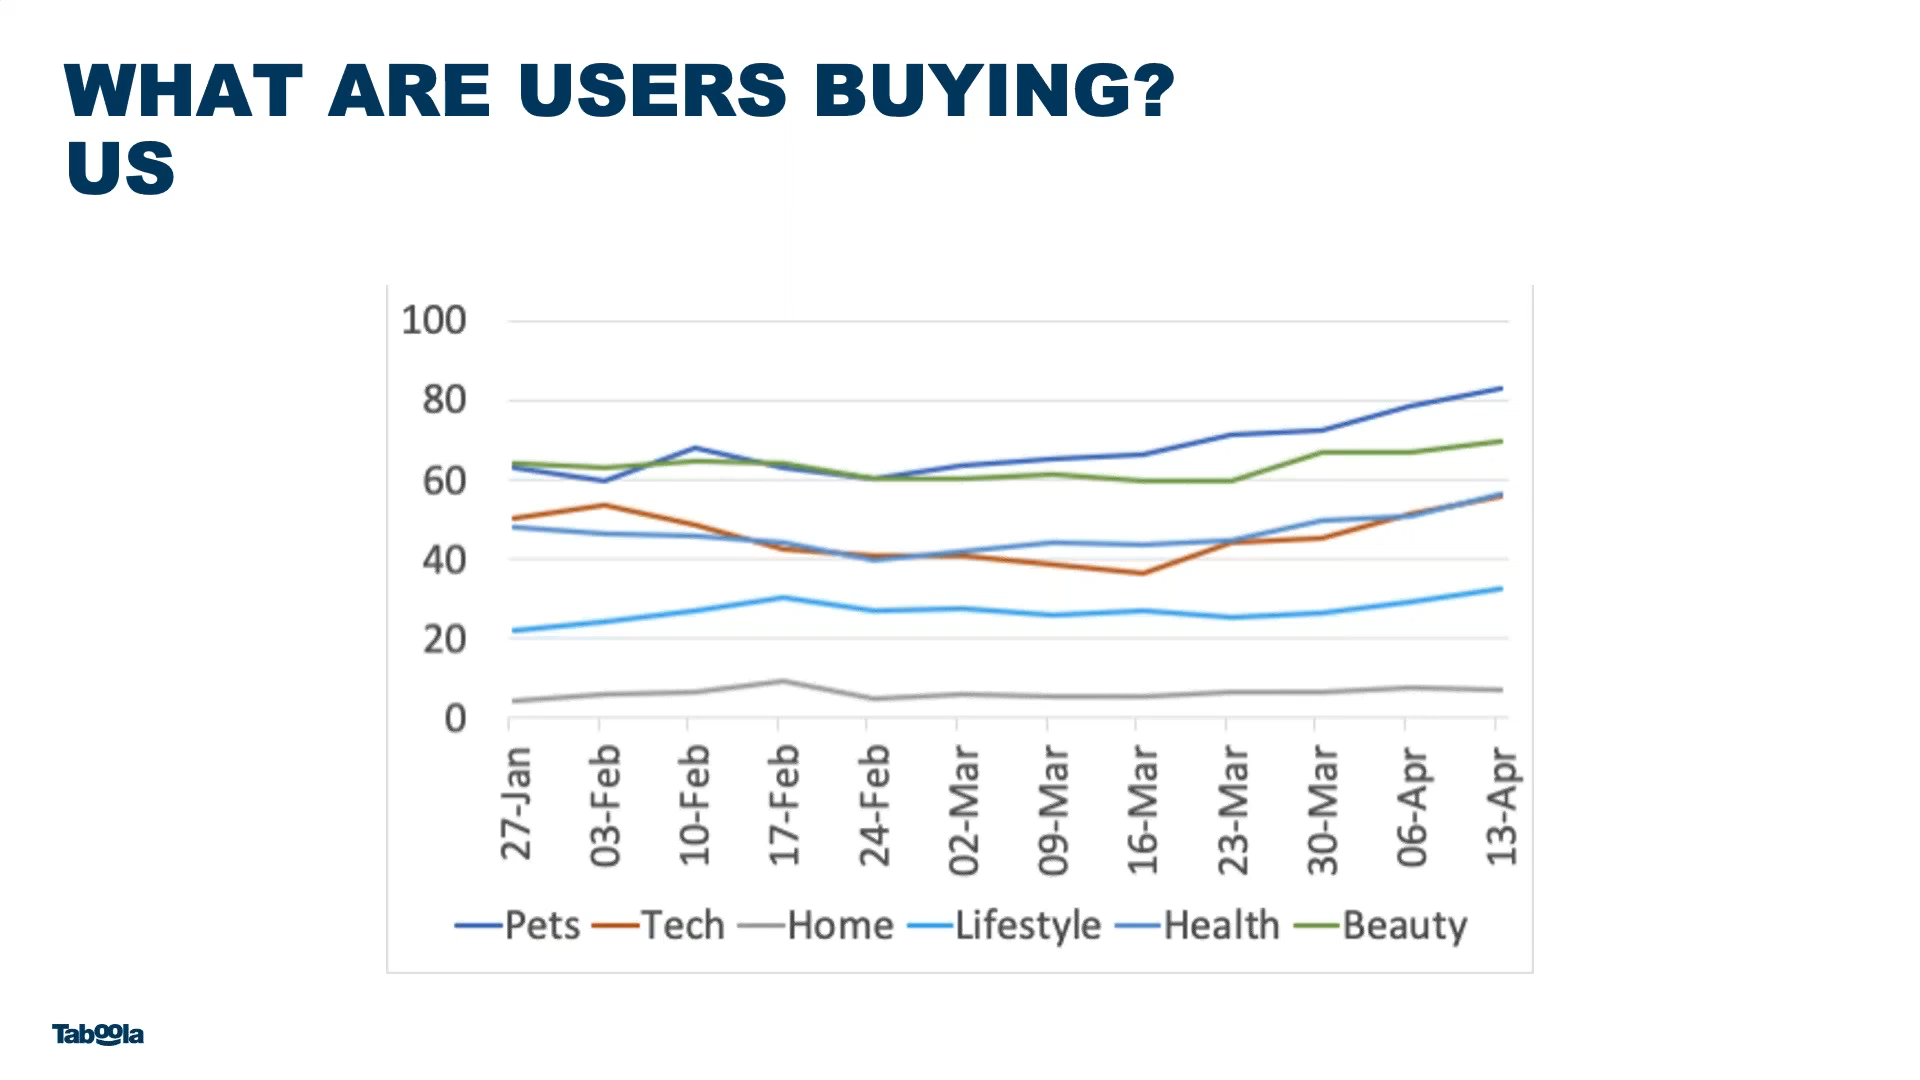 WHAT ARE USERS BUYING?
US
100
80
60
40
20
0
27-Jan
03-Feb
10-Feb
17-Feb
24-Feb
02-Mar
09-Mar
16-Mar
23-Mar
30-Mar
06-Apr
13-Apr
Pets Tech Home Lifestyle Health Beauty
Taboola